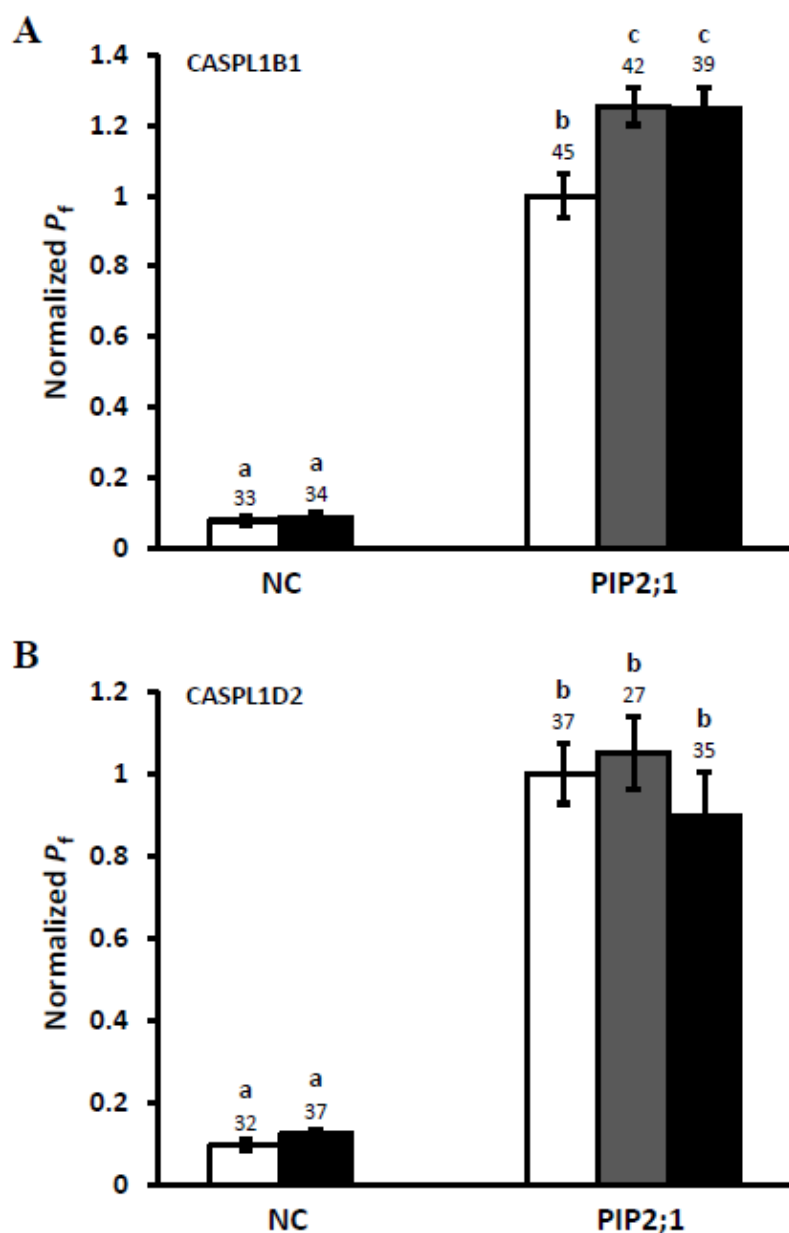 A
CASPL1B1
Normalized Pf
1.4
1.2
1
0.8
0.6
0.4
0.2
0
a
33
a
34
b
45
c
42
c
39
NC
PIP2;1
B
CASPL1D2
Normalized Pf
1.2
1
0.8
0.6
0.4
0.2
0
a
32
a
37
b
37
b
27
b
35
NC
PIP2;1